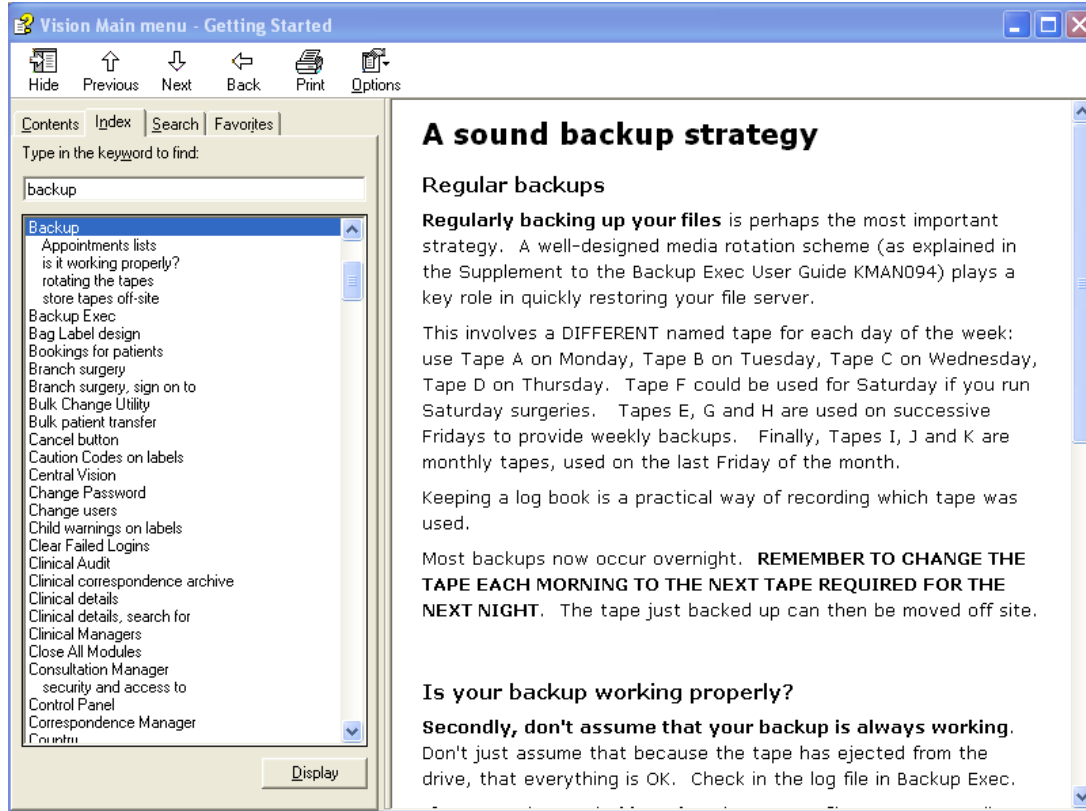 Vision Main menu - Getting Started
Hide Previous Next Back Print Options
Contents Index Search Favorites
Type in the keyword to find:
backup
Backup
Appointments lists
is it working properly?
rotating the tapes
store tapes off-site
Backup Exec
Bag Label design
Bookings for patients
Branch surgery
Branch surgery, sign on to
Bulk Change Utility
Bulk patient transfer
Cancel button
Caution Codes on labels
Central Vision
Change Password
Change users
Child warnings on labels
Clear Failed Logins
Clinical Audit
Clinical correspondence archive
Clinical details
Clinical details, search for
Clinical Managers
Close All Modules
Consultation Manager
security and access to
Control Panel
Correspondence Manager
Country
Display
A sound backup strategy
Regular backups
Regularly backing up your files is perhaps the most important
strategy. A well-designed media rotation scheme (as explained in
the Supplement to the Backup Exec User Guide KMAN094) plays a
key role in quickly restoring your file server.
This involves a DIFFERENT named tape for each day of the week:
use Tape A on Monday, Tape B on Tuesday, Tape C on Wednesday,
Tape D on Thursday. Tape F could be used for Saturday if you run
Saturday surgeries. Tapes E, G and H are used on successive
Fridays to provide weekly backups. Finally, Tapes I, J and K are
monthly tapes, used on the last Friday of the month.
Keeping a log book is a practical way of recording which tape was
used.
Most backups now occur overnight. REMEMBER TO CHANGE THE
TAPE EACH MORNING TO THE NEXT TAPE REQUIRED FOR THE
NEXT NIGHT. The tape just backed up can then be moved off site.
Is your backup working properly?
Secondly, don't assume that your backup is always working.
Don't just assume that because the tape has ejected from the
drive, that everything is OK. Check in the log file in Backup Exec.